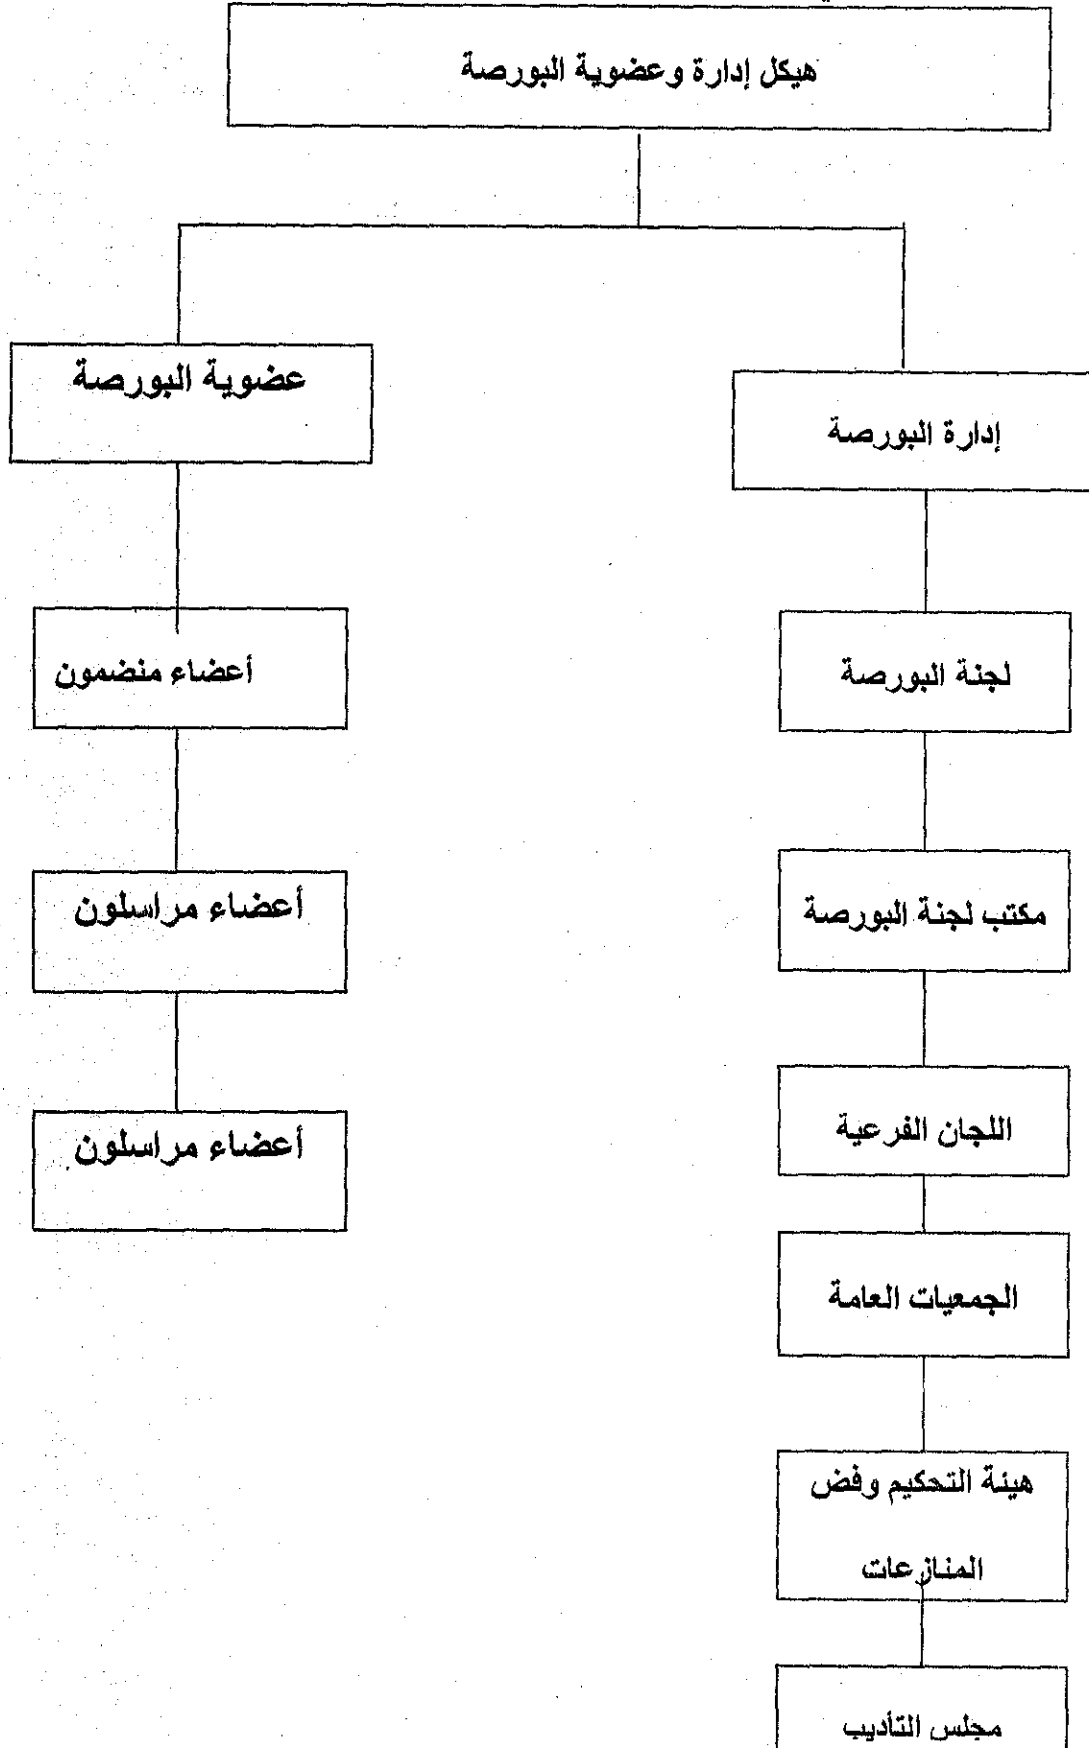 هيكل إدارة وعضوية البورصة
إدارة البورصة
لجنة البورصة
مكتب لجنة البورصة
اللجان الفرعية
الجمعيات العامة
هيئة التحكيم وفض
المنازعات
مجلس التأديب
عضوية البورصة
أعضاء منضمون
أعضاء مراسلون
أعضاء مراسلون